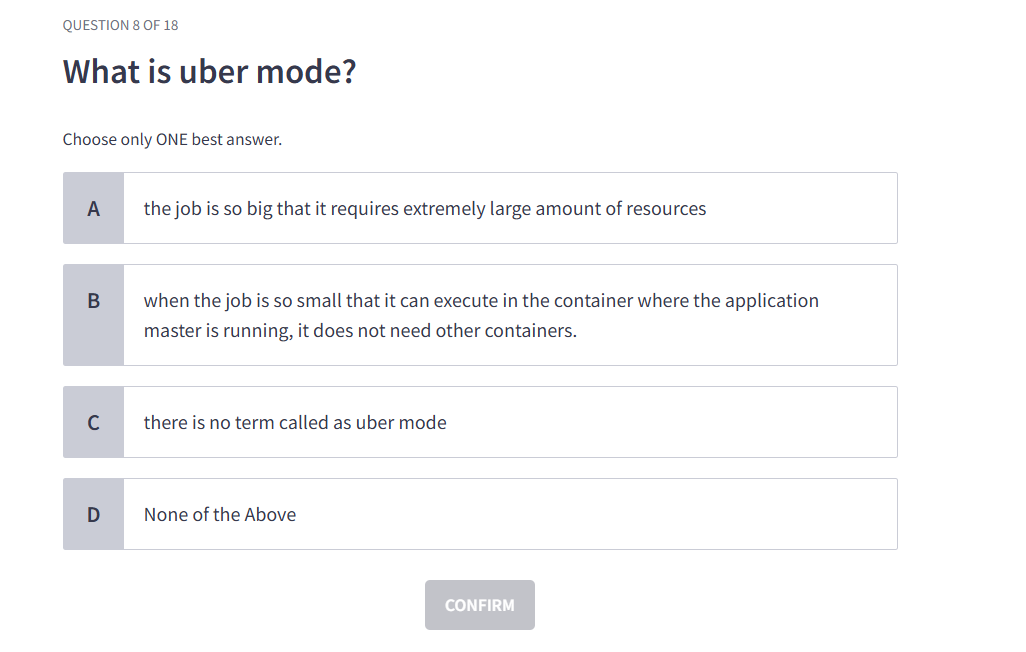 QUESTION 8 OF 18
What is uber mode?
Choose only ONE best answer.
A the job is so big that it requires extremely large amount of resources
B when the job is so small that it can execute in the container where the application
master is running, it does not need other containers.
C there is no term called as uber mode
D None of the Above
CONFIRM